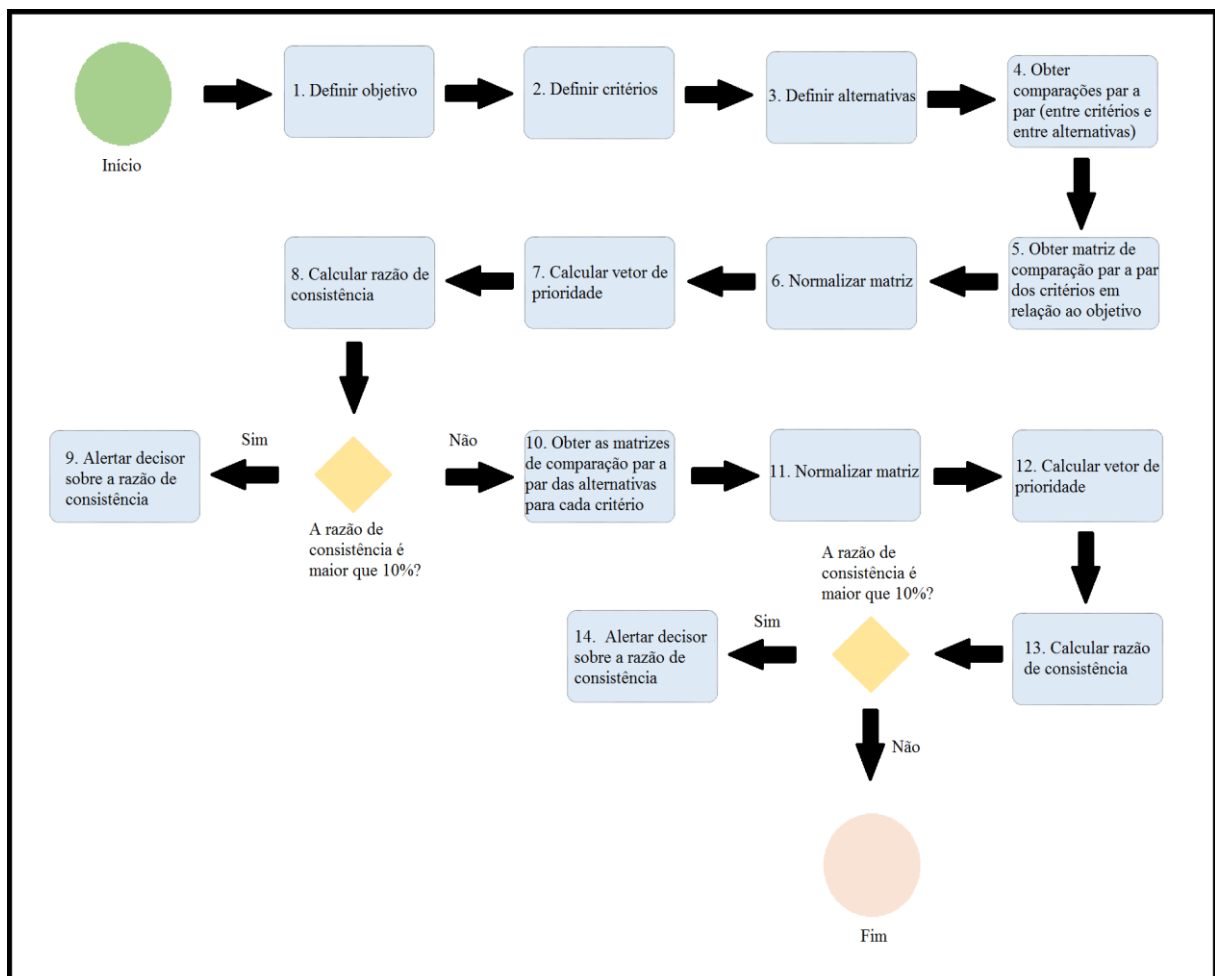 Início
1. Definir objetivo
2. Definir critérios
3. Definir alternativas
4. Obter
comparações par a
par (entre critérios e
entre alternativas)
5. Obter matriz de
comparação par a par
dos critérios em
relação ao objetivo
6. Normalizar matriz
7. Calcular vetor de
prioridade
8. Calcular razão de
consistência
A razão de
consistência é
maior que 10%?
Sim
9. Alertar decisor
sobre a razão de
consistência
Não
10. Obter as matrizes
de comparação par a
par das alternativas
para cada critério
11. Normalizar matriz
12. Calcular vetor de
prioridade
13. Calcular razão
de consistência
A razão de
consistência é
maior que 10%?
Sim
14. Alertar decisor
sobre a razão de
consistência
Não
Fim